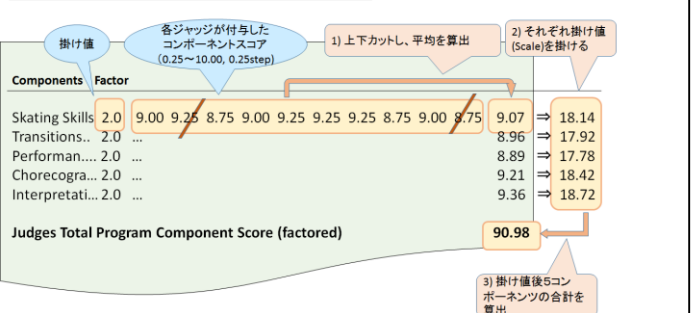 掛け値
各ジャッジが付与した
コンポーネントスコア
(0.25～10.00, 0.25step)
1) 上下カットし、平均を算出
2) それぞれ掛け値
(Scale)を掛ける
Components Factor
Skating Skills 2.0 9.00 9.25 8.75 9.00 9.25 9.25 9.25 8.75 9.00 8.75 9.07 ⇒ 18.14
Transitions.. 2.0 ... 8.96 ⇒ 17.92
Performan.... 2.0 ... 8.89 ⇒ 17.78
Chorecogra... 2.0 ... 9.21 ⇒ 18.42
Interpretati... 2.0 ... 9.36 ⇒ 18.72
Judges Total Program Component Score (factored) 90.98
3) 掛け値後5コン
ポーネンツの合計を
算出